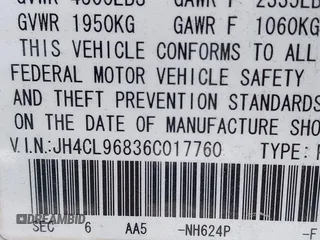 GVWR 1950KG GAWR F 1060KG
THIS VEHICLE CONFORMS TO ALL
FEDERAL MOTOR VEHICLE SAFETY
AND THEFT PREVENTION STANDARDS
ON THE DATE OF MANUFACTURE SHO
V.I.N.:JH4CL96836C017760 TYPE:
SEC 6 AA5 -NH624P -F
DREAMBID